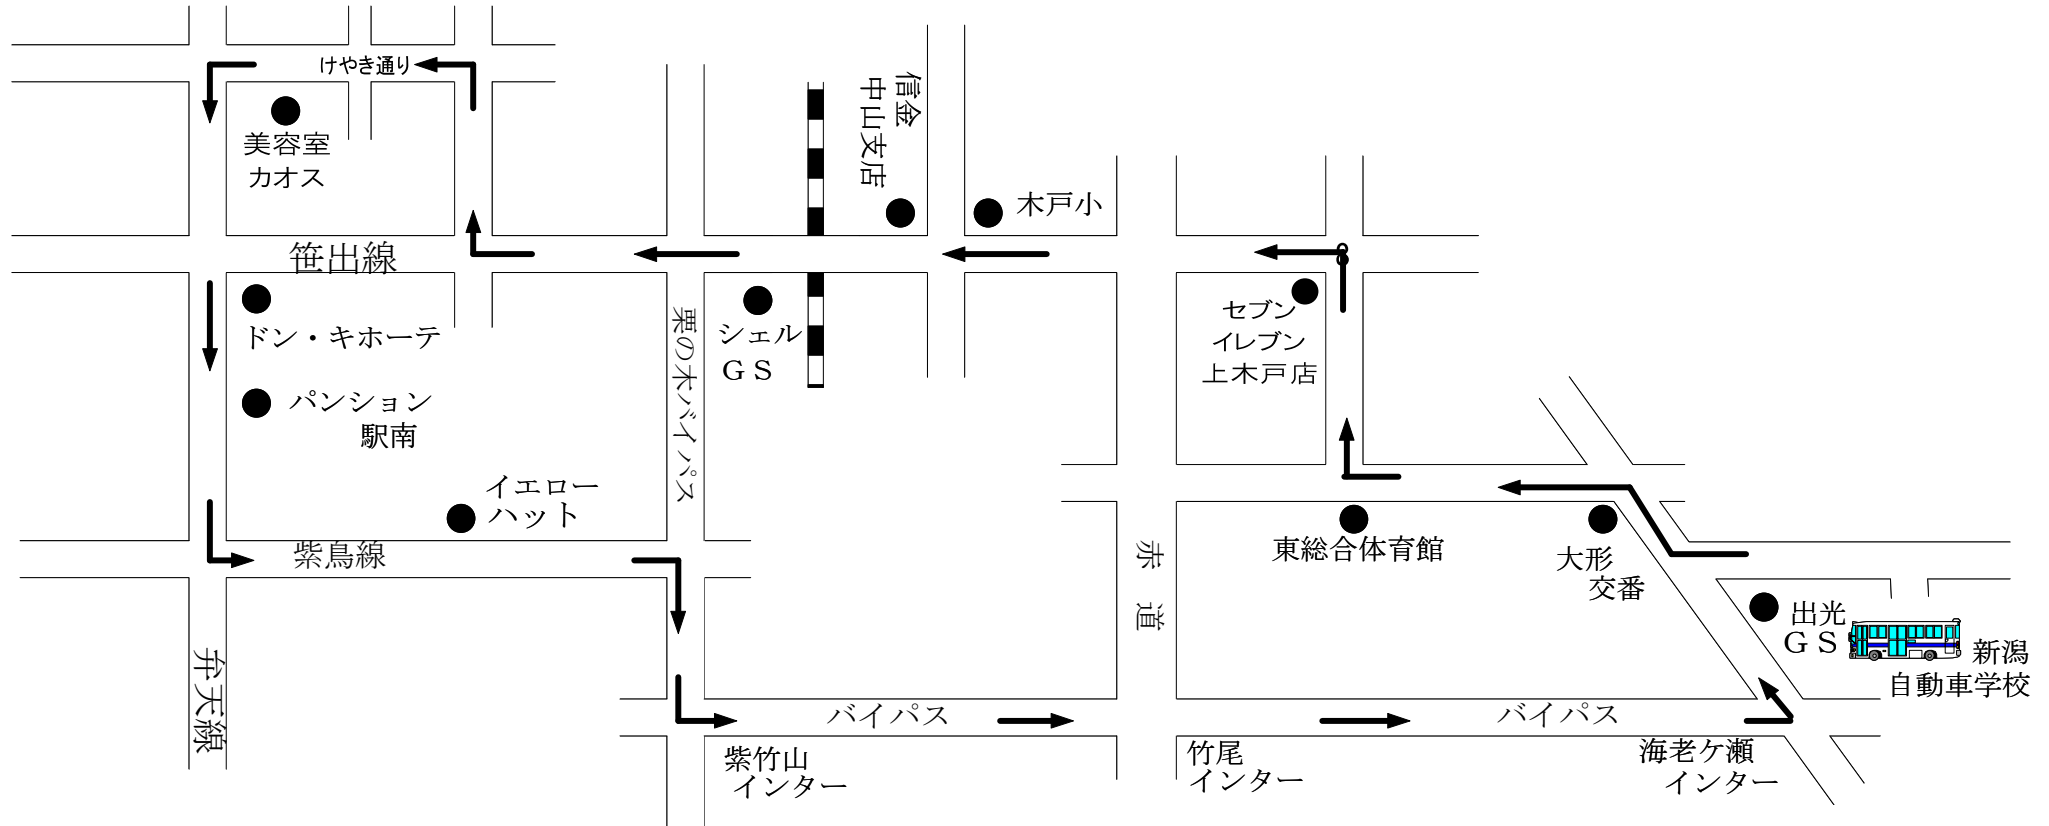 けやき通り
信金
中山支店
美容室
カオス
木戸小
笹出線
ドン・キホーテ
栗の木バイパス
シェル
ＧＳ
セブン
イレブン
上木戸店
パンション
駅南
イエロー
ハット
紫鳥線
赤道
東総合体育館
大形
交番
出光
ＧＳ
新潟
自動車学校
弁天線
バイパス
バイパス
紫竹山
インター
竹尾
インター
海老ケ瀬
インター